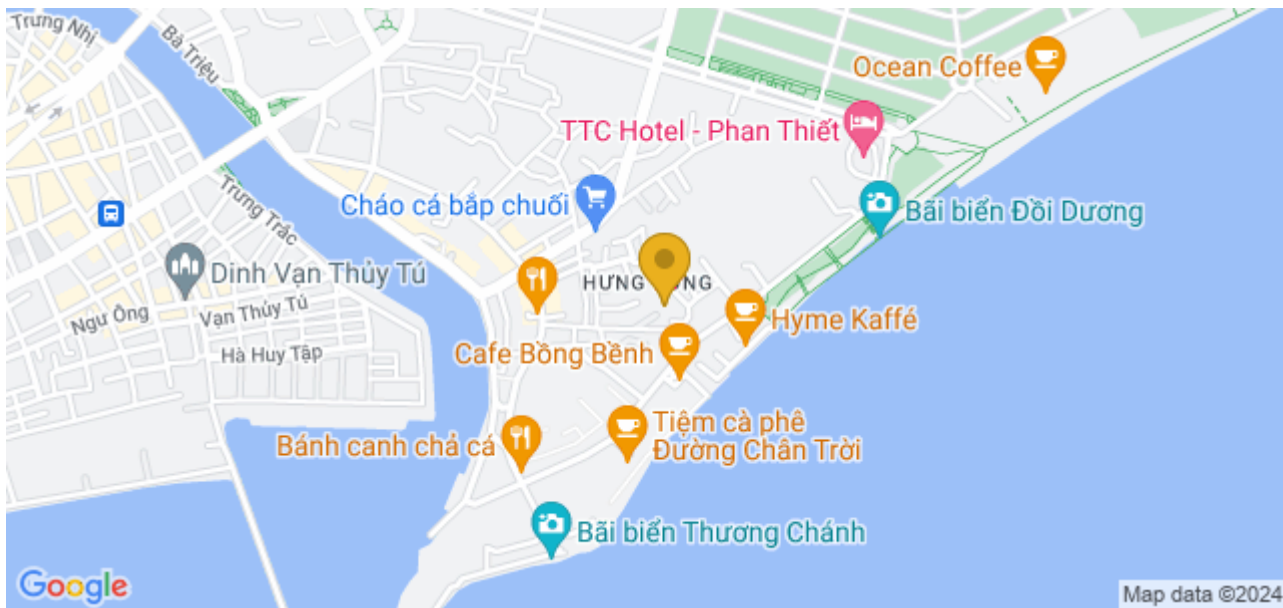 Trưng Nhị
Bà Triệu
Ocean Coffee
TTC Hotel - Phan Thiết
Trưng Trắc
Cháo cá bắp chuối
Bãi biển Đồi Dương
Dinh Vạn Thủy Tú
HƯNG
NG
Ngư Ông
Vạn Thủy Tú
Hyme Kaffé
Hà Huy Tập
Cafe Bồng Bềnh
Tiệm cà phê
Đường Chân Trời
Bánh canh chả cá
Bãi biển Thương Chánh
Google
Map data ©2024